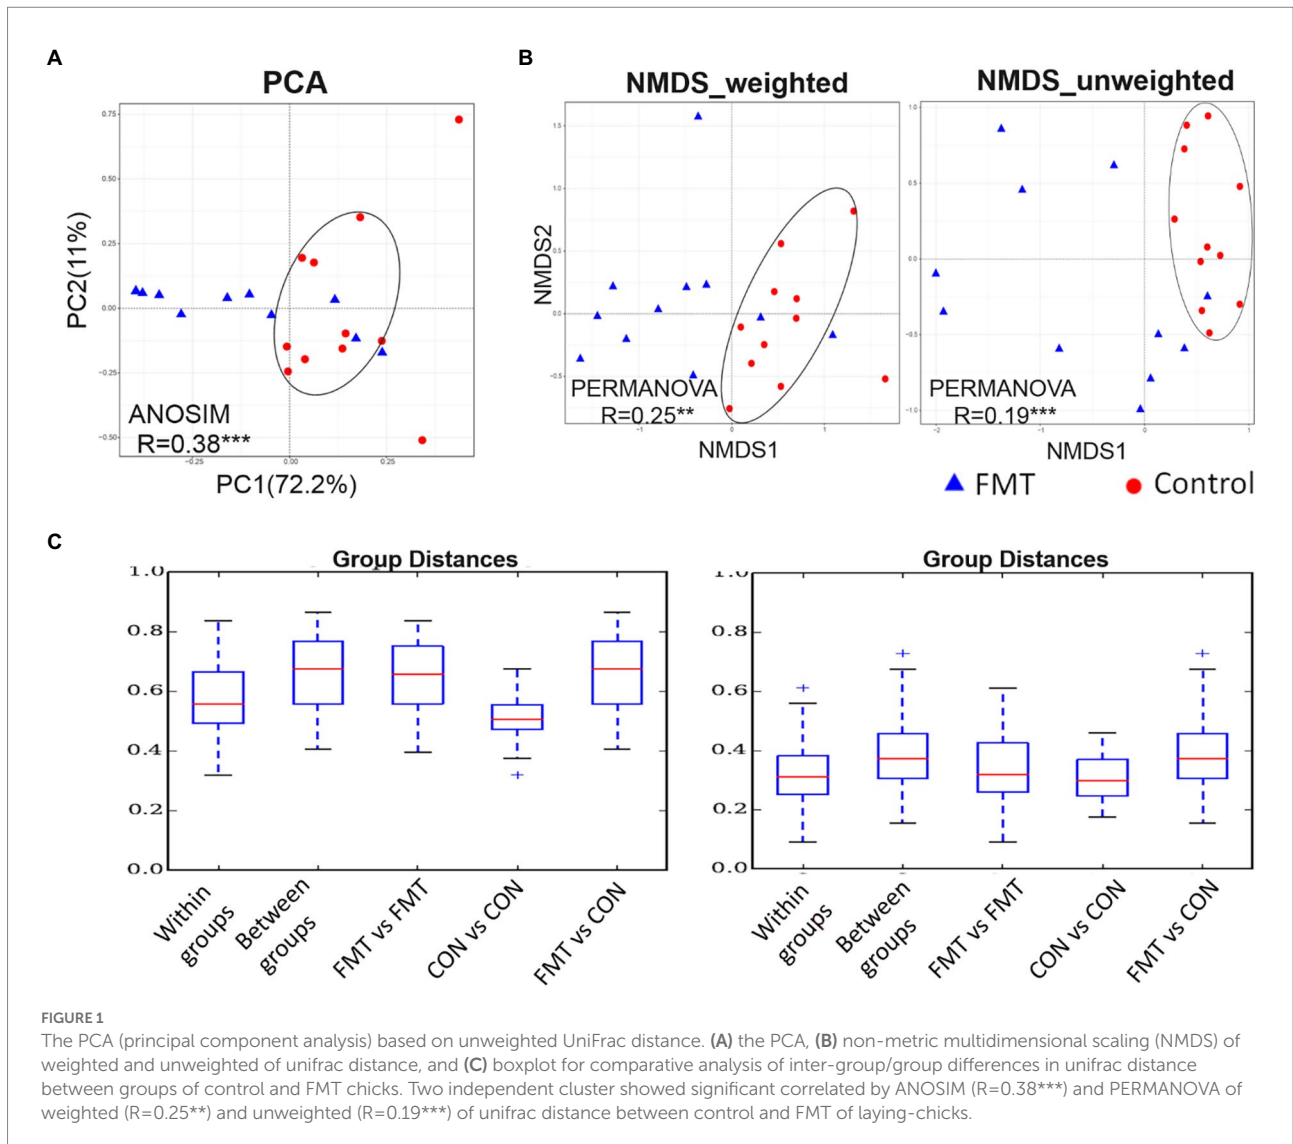 A
PCA
PC2(11%)
0.75
0.50
0.25
0.00
−0.25
−0.50
ANOSIM
R=0.38***
−0.25
0.00
0.25
PC1(72.2%)
B
NMDS_weighted
NMDS2
1.5
1.0
0.5
0.0
−0.5
PERMANOVA
R=0.25**
−1
0
1
NMDS1
NMDS_unweighted
1.0
0.5
0.0
−0.5
−1.0
PERMANOVA
R=0.19***
−2
−1
0
1
NMDS1
FMT
Control
C
Group Distances
1.0
0.8
0.6
0.4
0.2
0.0
Within groups
Between groups
FMT vs FMT
CON vs CON
FMT vs CON
Group Distances
1.0
0.8
0.6
0.4
0.2
0.0
Within groups
Between groups
FMT vs FMT
CON vs CON
FMT vs CON
FIGURE 1
The PCA (principal component analysis) based on unweighted UniFrac distance. (A) the PCA, (B) non-metric multidimensional scaling (NMDS) of
weighted and unweighted of unifrac distance, and (C) boxplot for comparative analysis of inter-group/group differences in unifrac distance
between groups of control and FMT chicks. Two independent cluster showed significant correlated by ANOSIM (R=0.38***) and PERMANOVA of
weighted (R=0.25**) and unweighted (R=0.19***) of unifrac distance between control and FMT of laying-chicks.